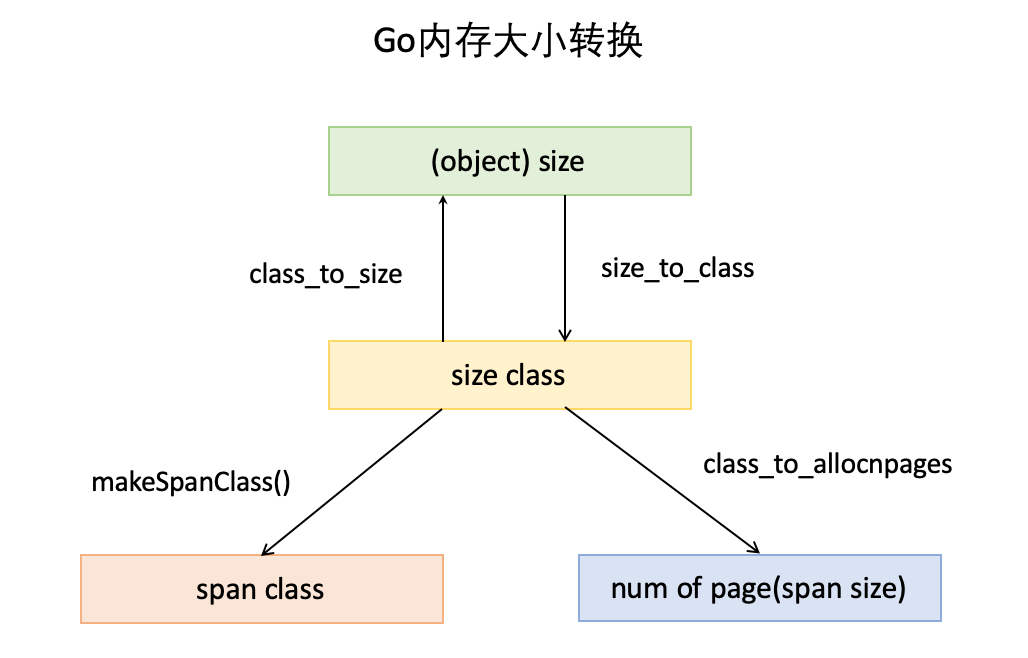 Go内存大小转换
(object) size
class_to_size
size_to_class
size class
makeSpanClass()
class_to_allocnpages
span class
num of page(span size)